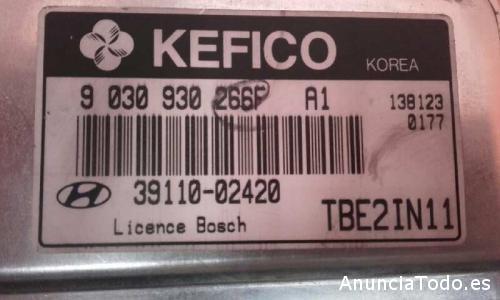 KEFICO KOREA
9 030 930 266F A1 138123
0177
39110-02420
Licence Bosch TBE2IN11
AnunciaTodo.es